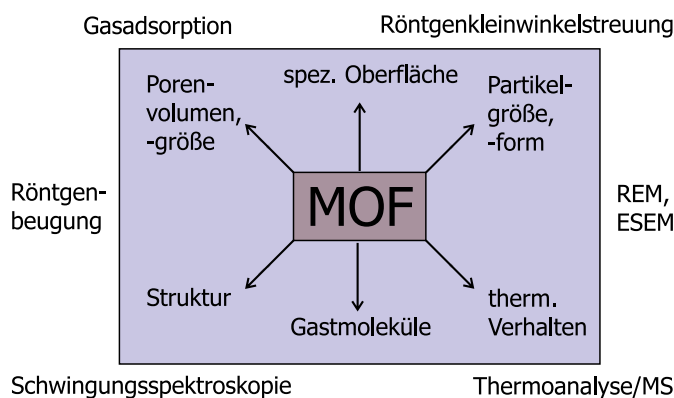 Gasadsorption
Röntgenkleinwinkelstreuung
Poren-
volumen,
-größe
spez. Oberfläche
Partikel-
größe,
-form
Röntgen-
beugung
MOF
REM,
ESEM
Struktur
Gastmoleküle
therm.
Verhalten
Schwingungsspektroskopie
Thermoanalyse/MS